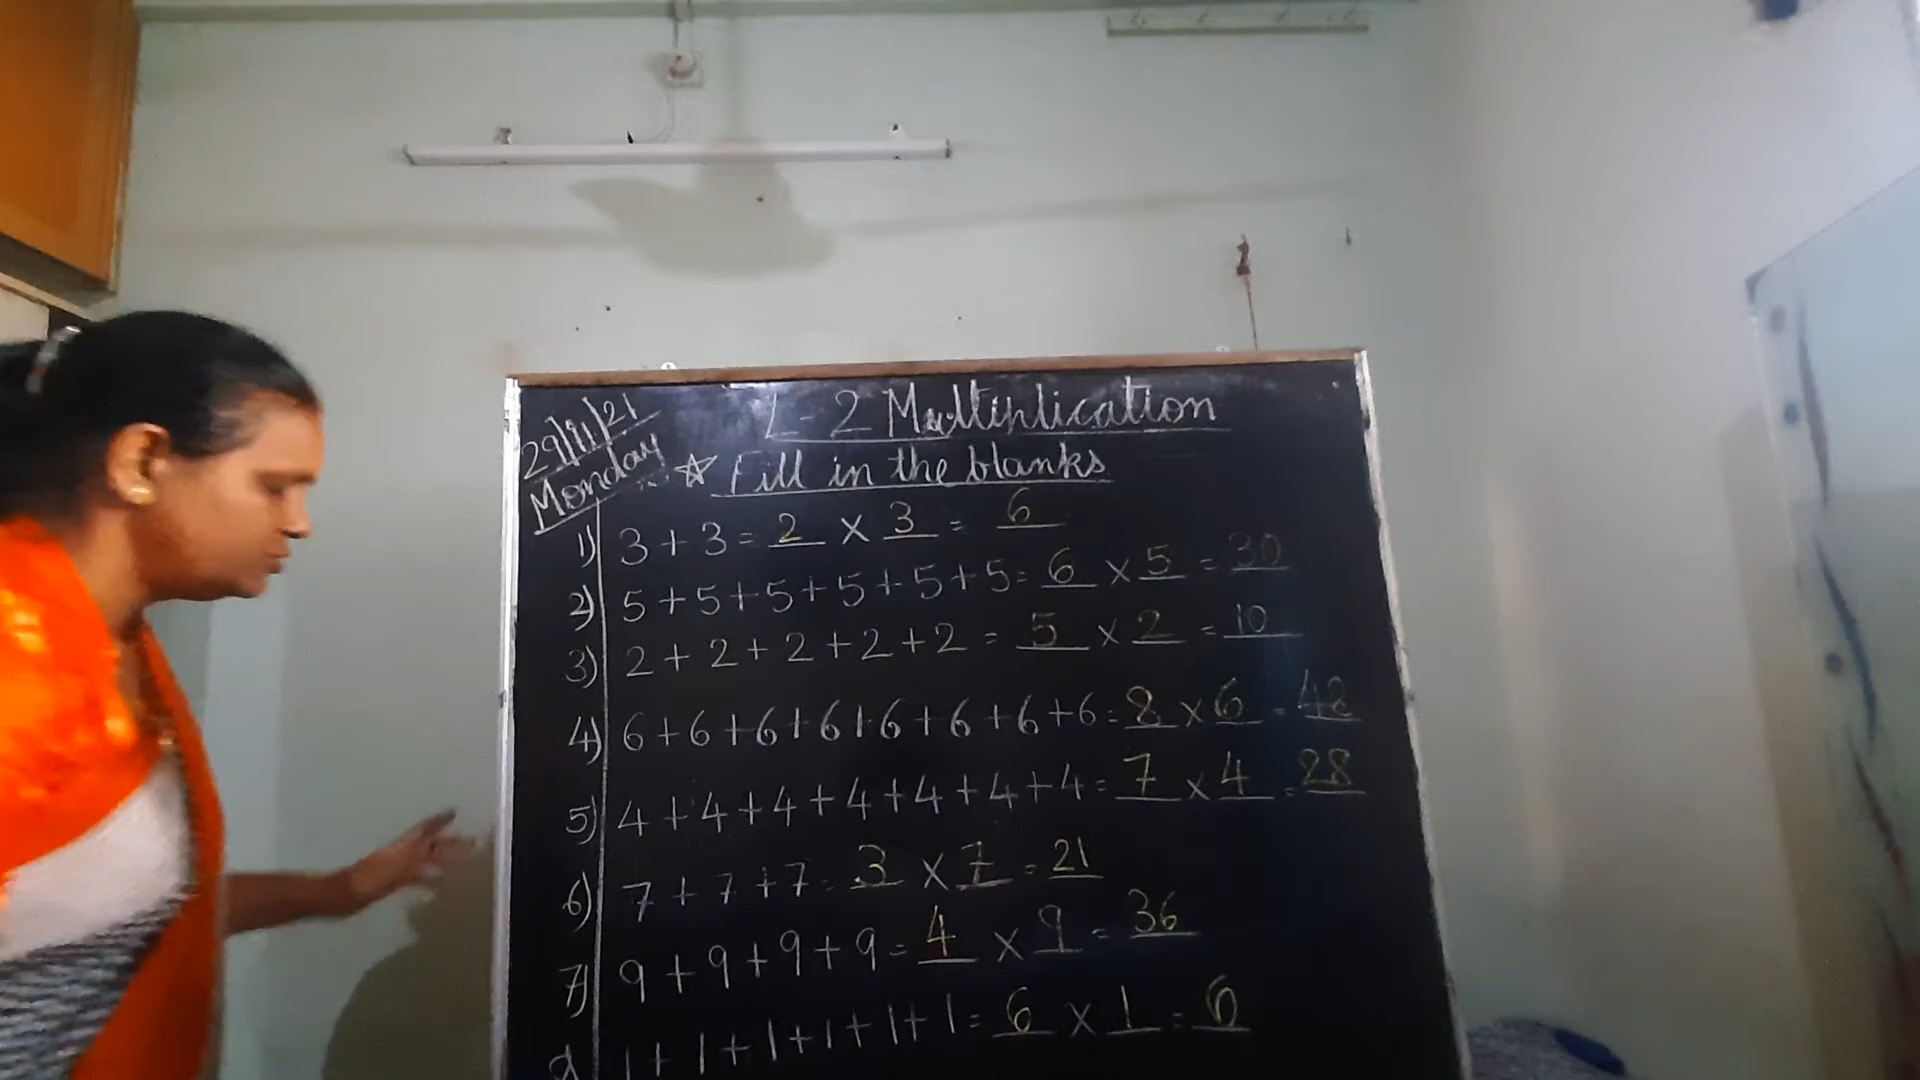 29/11/21
Monday
L-2 Multiplication
☆ Fill in the blanks
1) 3+3= 2 × 3 = 6
2) 5+5+5+5+5+5= 6 × 5 = 30
3) 2+2+2+2+2 = 5 × 2 = 10
4) 6+6+6+6+6+6+6+6= 8 × 6 = 48
5) 4+4+4+4+4+4+4= 7 × 4 = 28
6) 7+7+7= 3 × 7 = 21
7) 9+9+9+9= 4 × 9 = 36
1+1+1+1+1+1= 6 × 1 = 6